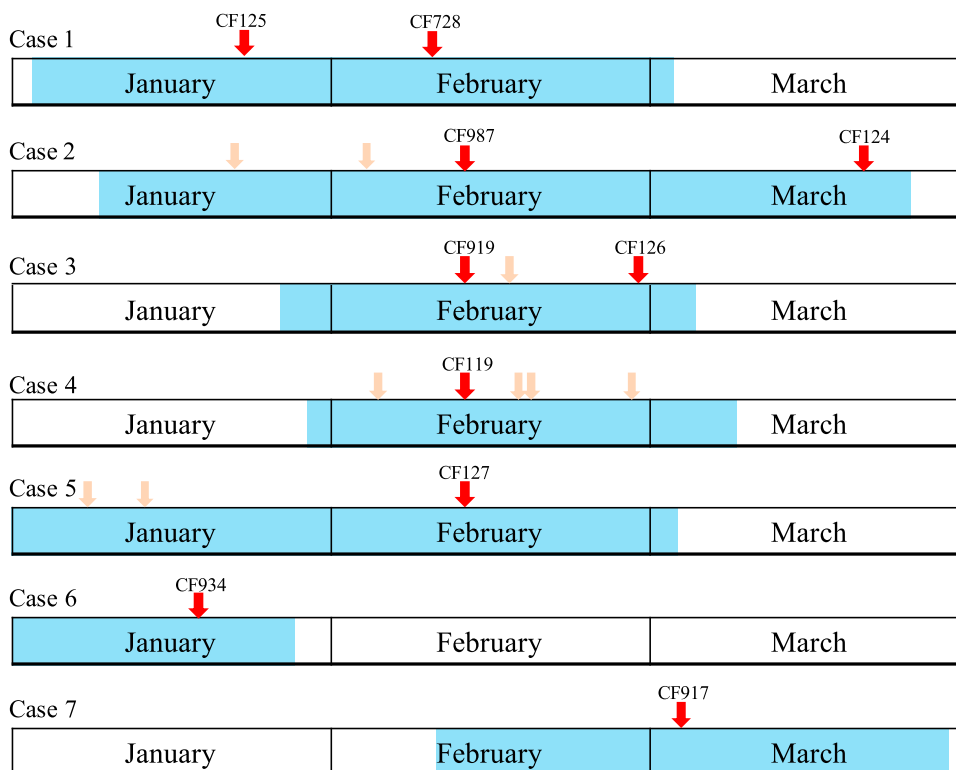 CF125 CF728
Case 1
January February March
CF987 CF124
Case 2
January February March
CF919 CF126
Case 3
January February March
CF119
Case 4
January February March
CF127
Case 5
January February March
CF934
Case 6
January February March
CF917
Case 7
January February March